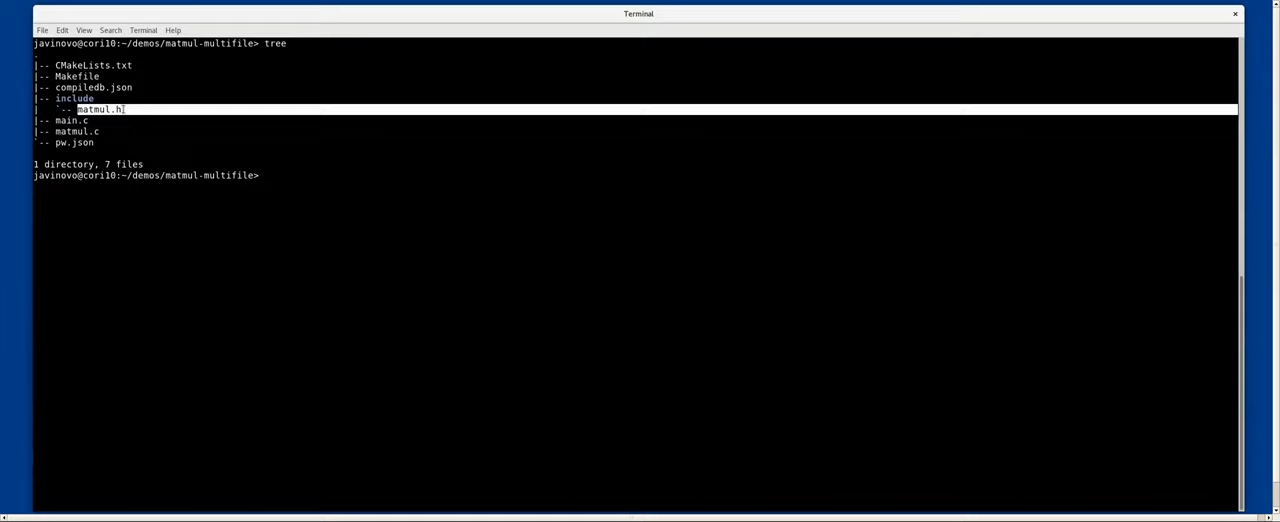 Terminal
×
File Edit View Search Terminal Help
javinovo@cori10:~/demos/matmul-multifile> tree
.
|-- CMakeLists.txt
|-- Makefile
|-- compiledb.json
|-- include
|   `-- matmul.h
|-- main.c
|-- matmul.c
`-- pw.json
1 directory, 7 files
javinovo@cori10:~/demos/matmul-multifile>